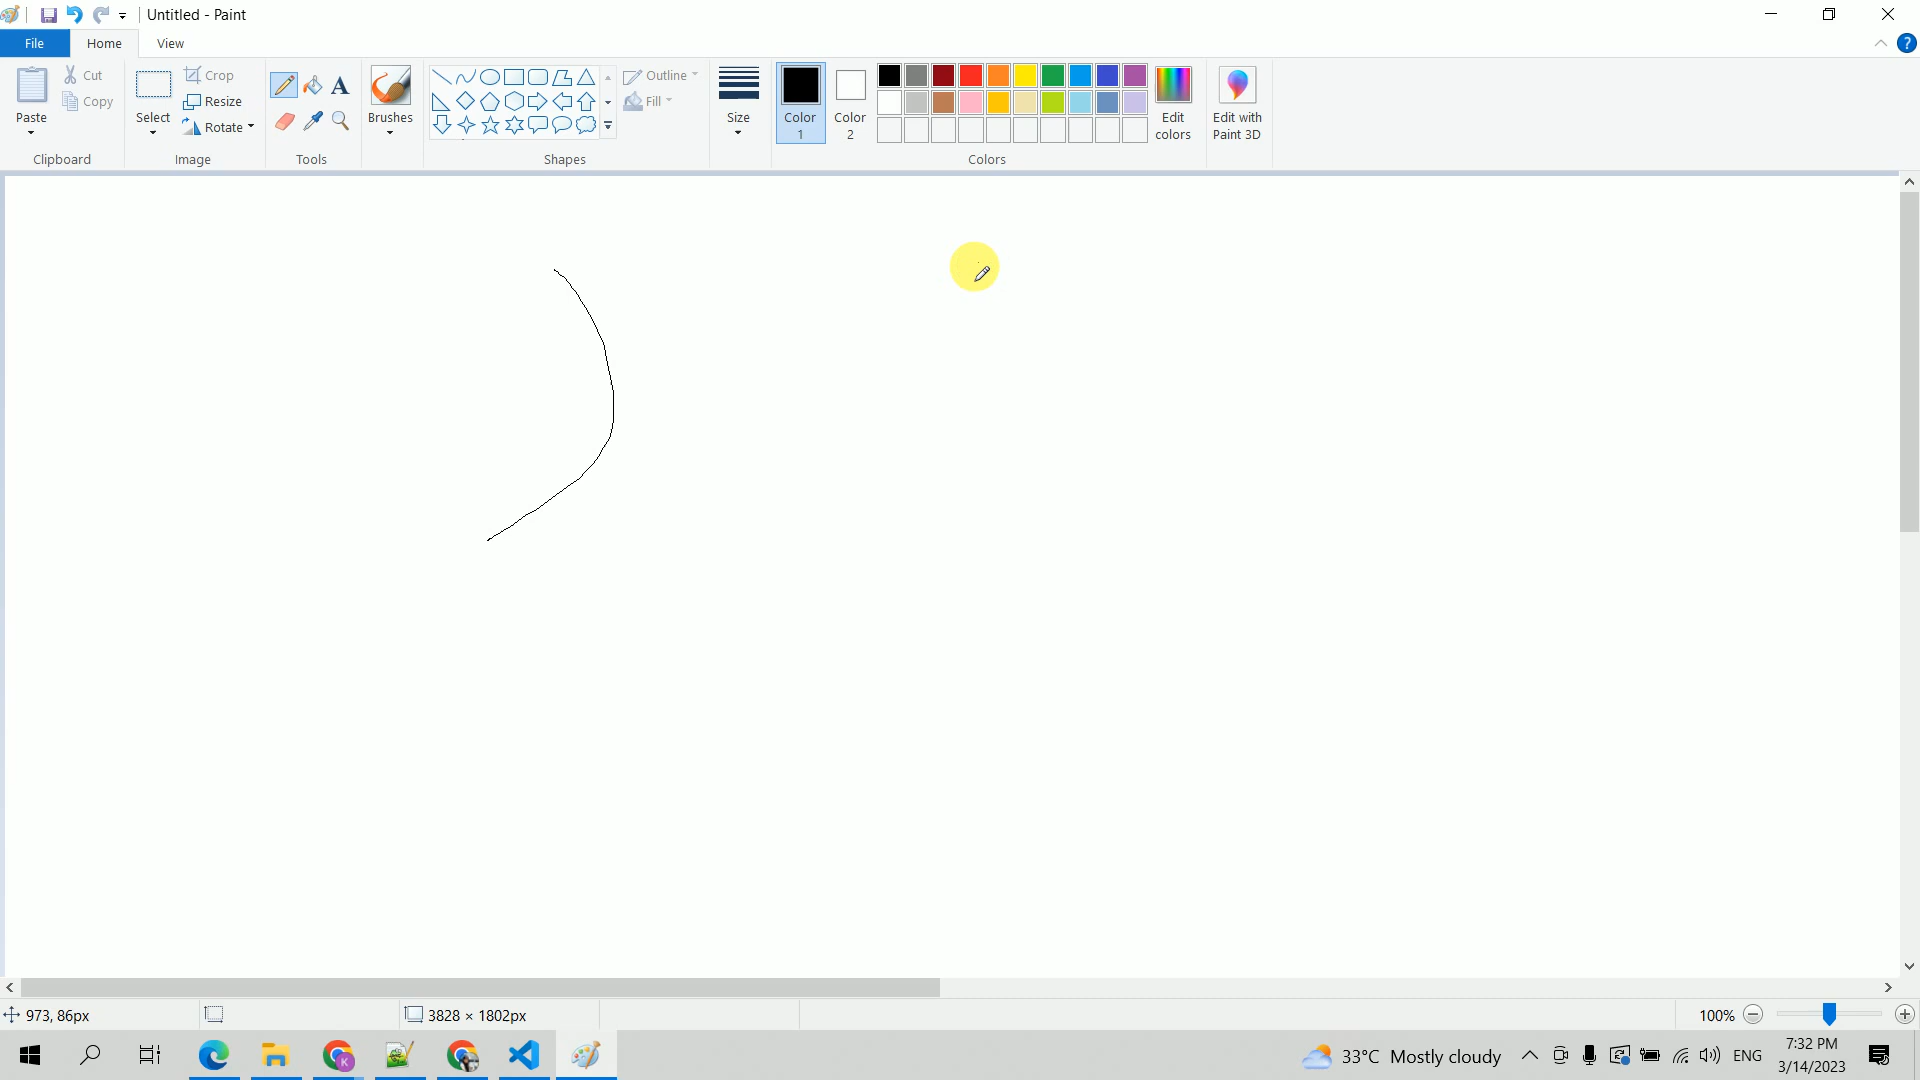 Untitled - Paint
File Home View ?
Paste
Cut
Copy
Clipboard
Select
Crop
Resize
Rotate
Image
A
Tools
Brushes
Outline
Fill
Shapes
Size
Color
1
Color
2
Edit
colors
Colors
Edit with
Paint 3D
973, 86px 3828 × 1802px 100%
K
33°C Mostly cloudy ENG 7:32 PM
3/14/2023